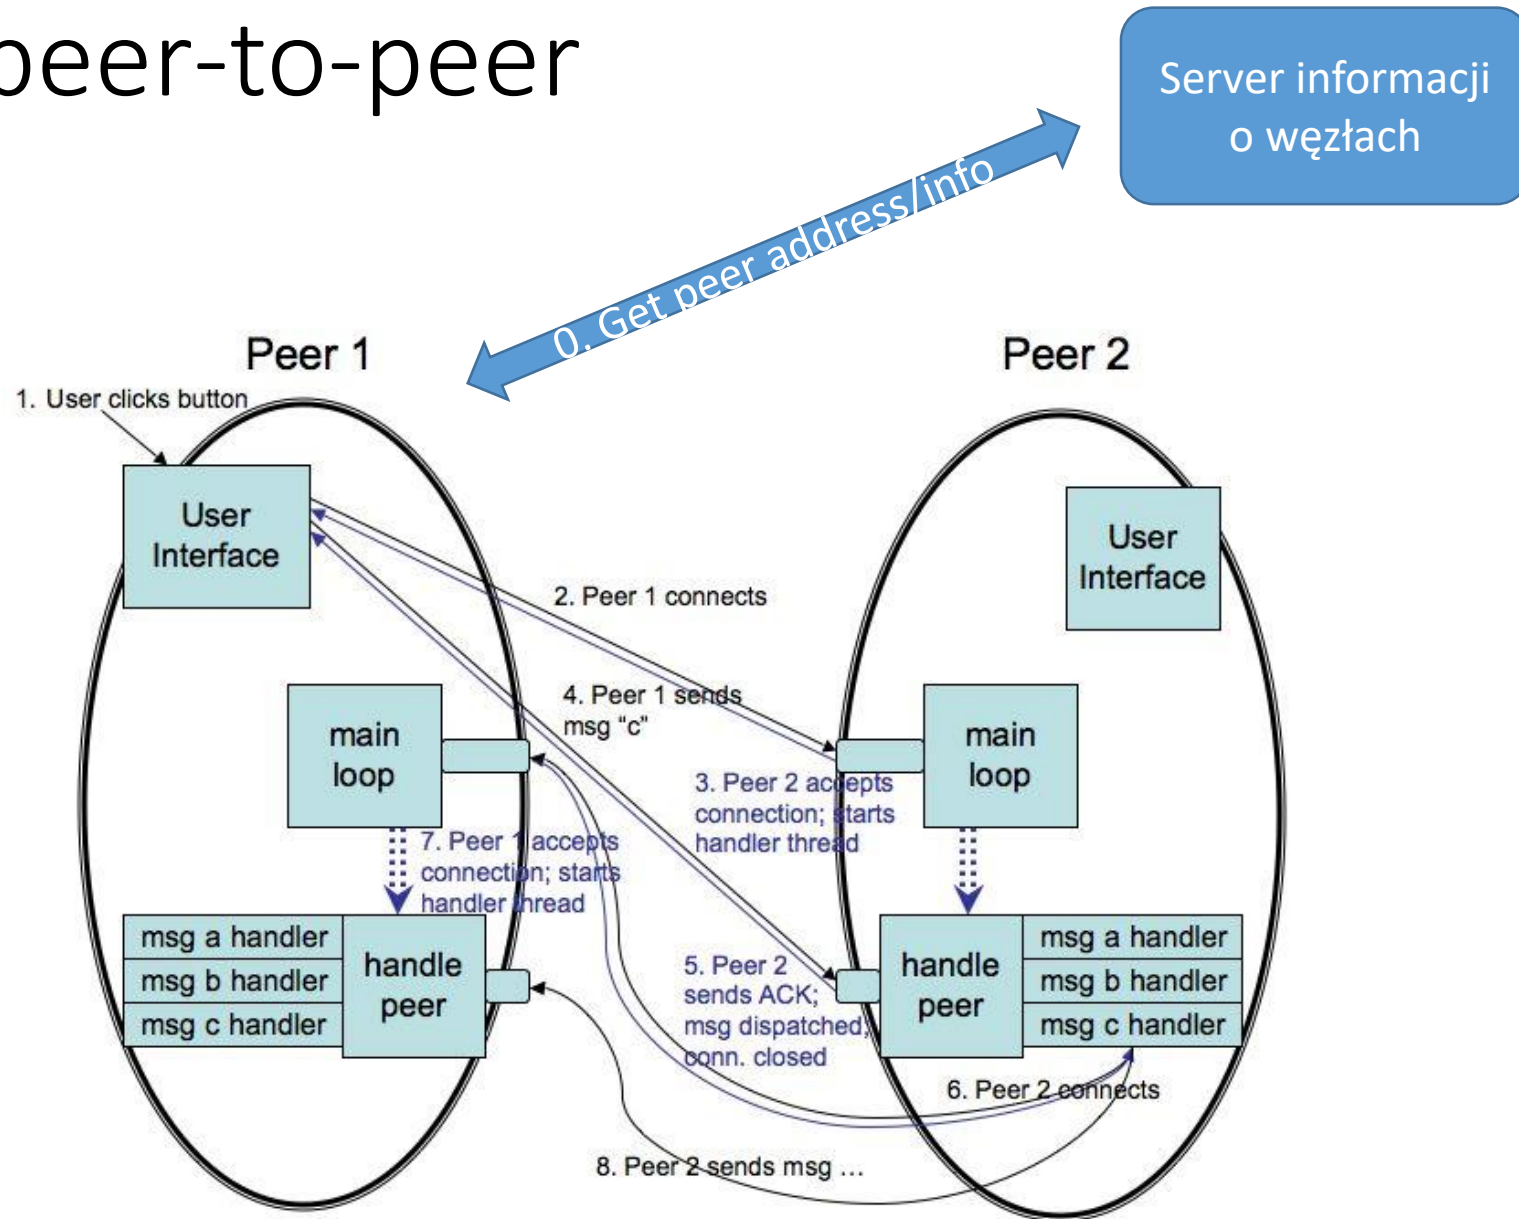 peer-to-peer
Server informacji
o węzłach
0. Get peer address/info
Peer 1
Peer 2
1. User clicks button
User
Interface
User
Interface
2. Peer 1 connects
4. Peer 1 sends
msg “c”
main
loop
main
loop
3. Peer 2 accepts
connection; starts
handler thread
7. Peer 1 accepts
connection; starts
handler thread
msg a handler
msg b handler
msg c handler
handle
peer
5. Peer 2
sends ACK;
msg dispatched;
conn. closed
handle
peer
msg a handler
msg b handler
msg c handler
6. Peer 2 connects
8. Peer 2 sends msg …